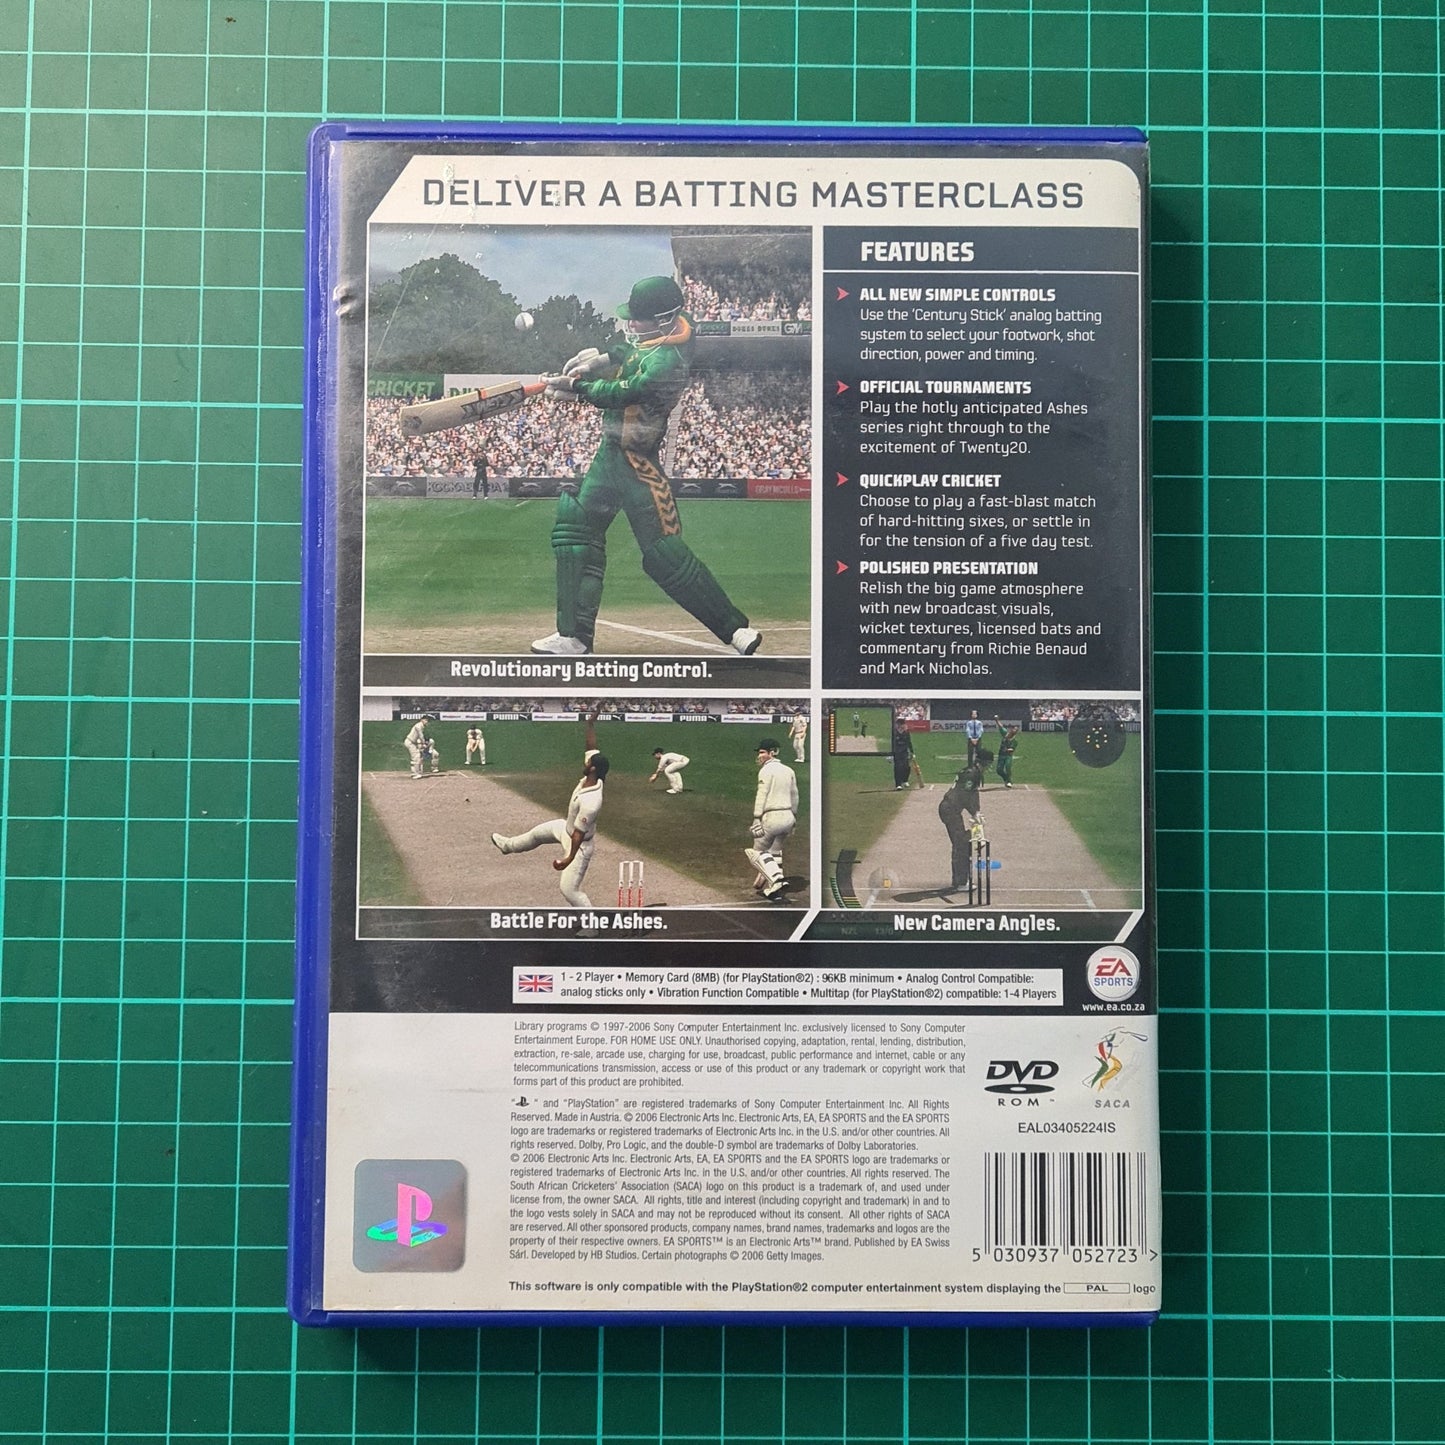 DELIVER A BATTING MASTERCLASS
CRICKET
DUKES DUKES GM
GRAY-NICOLLS
Revolutionary Batting Control.
FEATURES
ALL NEW SIMPLE CONTROLS
Use the ‘Century Stick’ analog batting
system to select your footwork, shot
direction, power and timing.
OFFICIAL TOURNAMENTS
Play the hotly anticipated Ashes
series right through to the
excitement of Twenty20.
QUICKPLAY CRICKET
Choose to play a fast-blast match
of hard-hitting sixes, or settle in
for the tension of a five day test.
POLISHED PRESENTATION
Relish the big game atmosphere
with new broadcast visuals,
wicket textures, licensed bats and
commentary from Richie Benaud
and Mark Nicholas.
PUMA PUMA PUMA PUMA
Battle For the Ashes.
EA SPORTS PUMA
NZL
New Camera Angles.
1 - 2 Player • Memory Card (8MB) (for PlayStation®2) : 96KB minimum • Analog Control Compatible:
analog sticks only • Vibration Function Compatible • Multitap (for PlayStation®2) compatible: 1-4 Players
EA
SPORTS
www.ea.co.za
Library programs © 1997-2006 Sony Computer Entertainment Inc. exclusively licensed to Sony Computer
Entertainment Europe. FOR HOME USE ONLY. Unauthorised copying, adaptation, rental, lending, distribution,
extraction, re-sale, arcade use, charging for use, broadcast, public performance and internet, cable or any
telecommunications transmission, access or use of this product or any trademark or copyright work that
forms part of this product are prohibited.
“ ” and “PlayStation” are registered trademarks of Sony Computer Entertainment Inc. All Rights
Reserved. Made in Austria. © 2006 Electronic Arts Inc. Electronic Arts, EA, EA SPORTS and the EA SPORTS
logo are trademarks or registered trademarks of Electronic Arts Inc. in the U.S. and/or other countries. All
rights reserved. Dolby, Pro Logic, and the double-D symbol are trademarks of Dolby Laboratories.
© 2006 Electronic Arts Inc. Electronic Arts, EA, EA SPORTS and the EA SPORTS logo are trademarks or
registered trademarks of Electronic Arts Inc. in the U.S. and/or other countries. All rights reserved. The
South African Cricketers’ Association (SACA) logo on this product is a trademark of, and used under
license from, the owner SACA. All rights, title and interest (including copyright and trademark) in and to
the logo vests solely in SACA and may not be reproduced without its consent. All other rights of SACA
are reserved. All other sponsored products, company names, brand names, trademarks and logos are the
property of their respective owners. EA SPORTS™ is an Electronic Arts™ brand. Published by EA Swiss
Sárl. Developed by HB Studios. Certain photographs © 2006 Getty Images.
DVD
ROM ™
SACA
EAL03405224IS
5 030937 052723 >
This software is only compatible with the PlayStation®2 computer entertainment system displaying the PAL logo